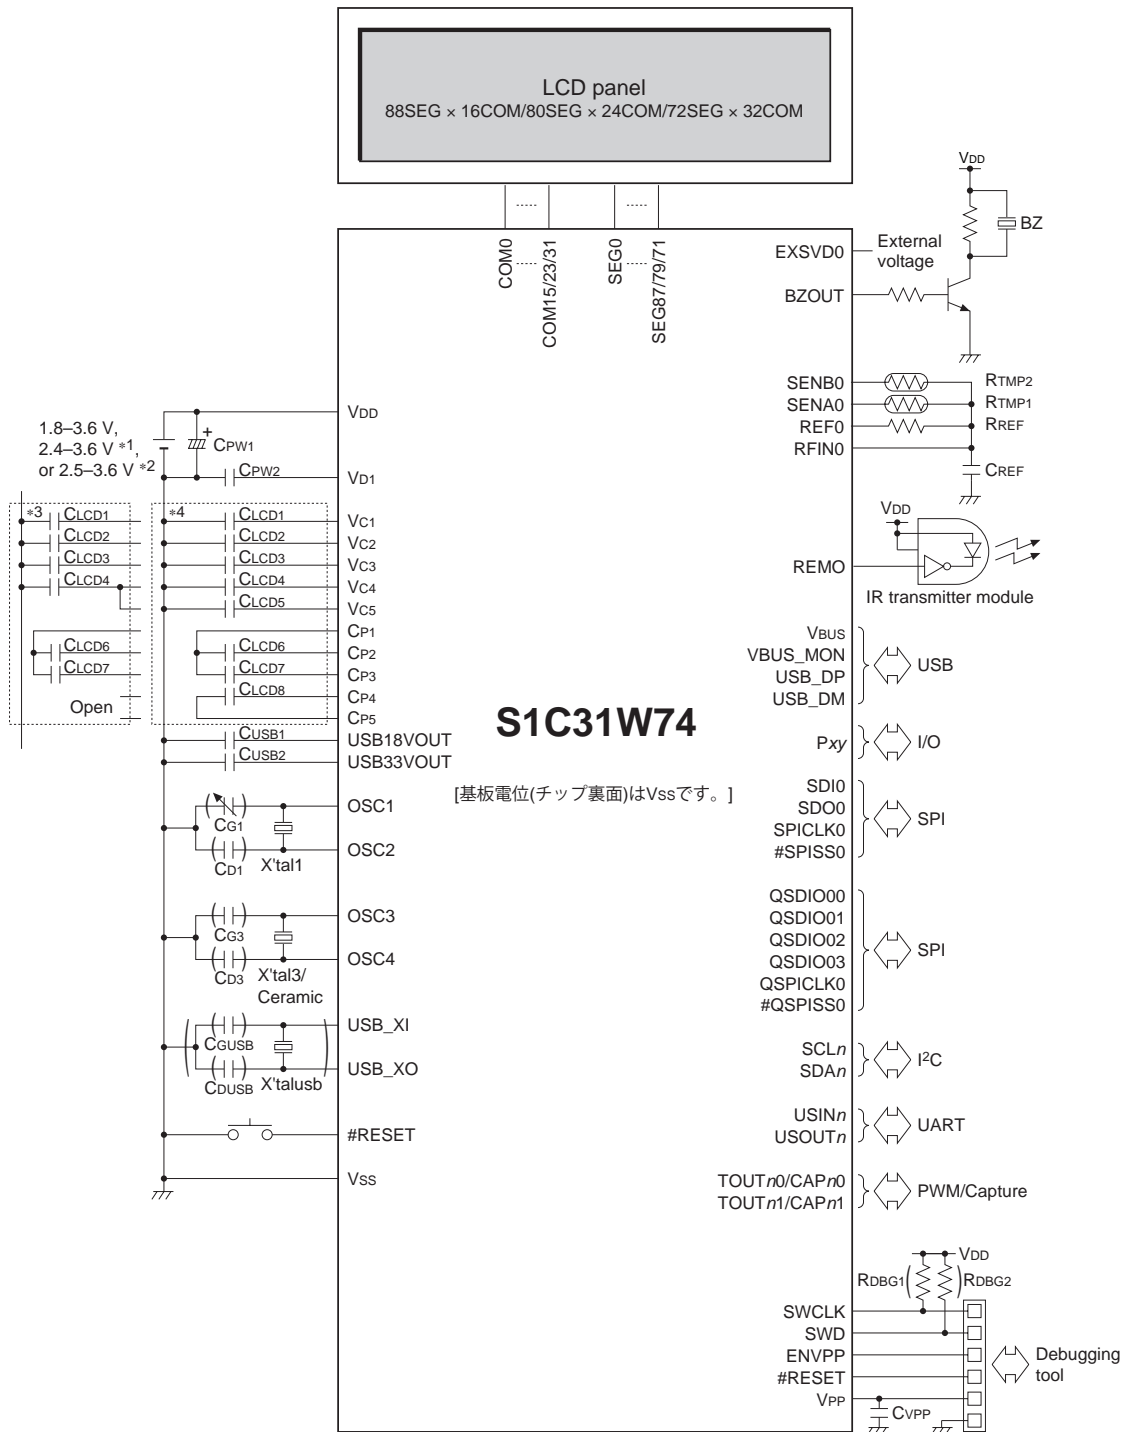 LCD panel
88SEG × 16COM/80SEG × 24COM/72SEG × 32COM
COM0
COM15/23/31
SEG0
SEG87/79/71
VDD
BZ
EXSVD0
External
voltage
BZOUT
SENB0
RTMP2
SENA0
RTMP1
REF0
RREF
RFIN0
CREF
VDD
REMO
IR transmitter module
VBUS
VBUS_MON
USB_DP
USB_DM
USB
Pxy
I/O
SDI0
SDO0
SPICLK0
#SPISS0
SPI
QSDIO00
QSDIO01
QSDIO02
QSDIO03
QSPICLK0
#QSPISS0
SPI
SCLn
SDAn
I²C
USINn
USOUTn
UART
TOUTn0/CAPn0
TOUTn1/CAPn1
PWM/Capture
VDD
RDBG1
RDBG2
SWCLK
SWD
ENVPP
#RESET
VPP
CVPP
Debugging
tool
1.8–3.6 V,
2.4–3.6 V *1,
or 2.5–3.6 V *2
+
CPW1
VDD
CPW2
VD1
*3
CLCD1
CLCD2
CLCD3
CLCD4
CLCD6
CLCD7
Open
*4
CLCD1
VC1
CLCD2
VC2
CLCD3
VC3
CLCD4
VC4
CLCD5
VC5
CP1
CLCD6
CP2
CLCD7
CP3
CLCD8
CP4
CP5
CUSB1
USB18VOUT
CUSB2
USB33VOUT
S1C31W74
[基板電位(チップ裏面)はVssです。]
CG1
OSC1
CD1
X'tal1
OSC2
CG3
OSC3
CD3
X'tal3/
Ceramic
OSC4
CGUSB
USB_XI
CDUSB
X'talusb
USB_XO
#RESET
VSS